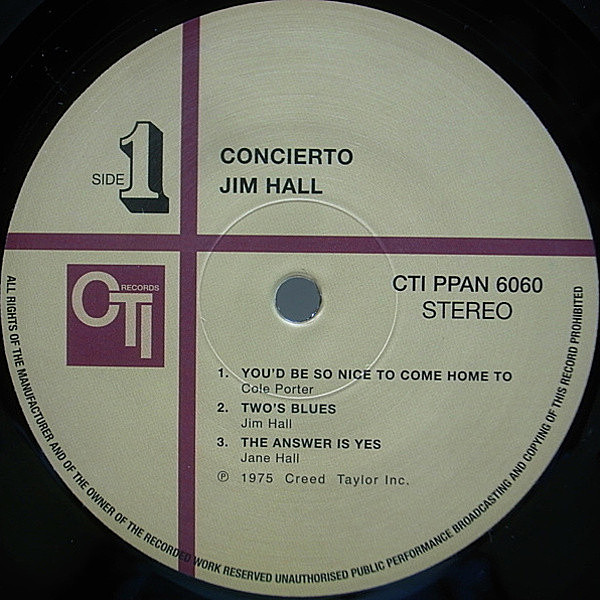 SIDE 1
CONCIERTO
JIM HALL
CTI RECORDS
CTI PPAN 6060
STEREO
1. YOU'D BE SO NICE TO COME HOME TO
Cole Porter
2. TWO'S BLUES
Jim Hall
3. THE ANSWER IS YES
Jane Hall
℗ 1975 Creed Taylor Inc.
ALL RIGHTS OF THE MANUFACTURER AND OF THE OWNER OF THE RECORDED WORK RESERVED UNAUTHORISED PUBLIC PERFORMANCE BROADCASTING AND COPYING OF THIS RECORD PROHIBITED